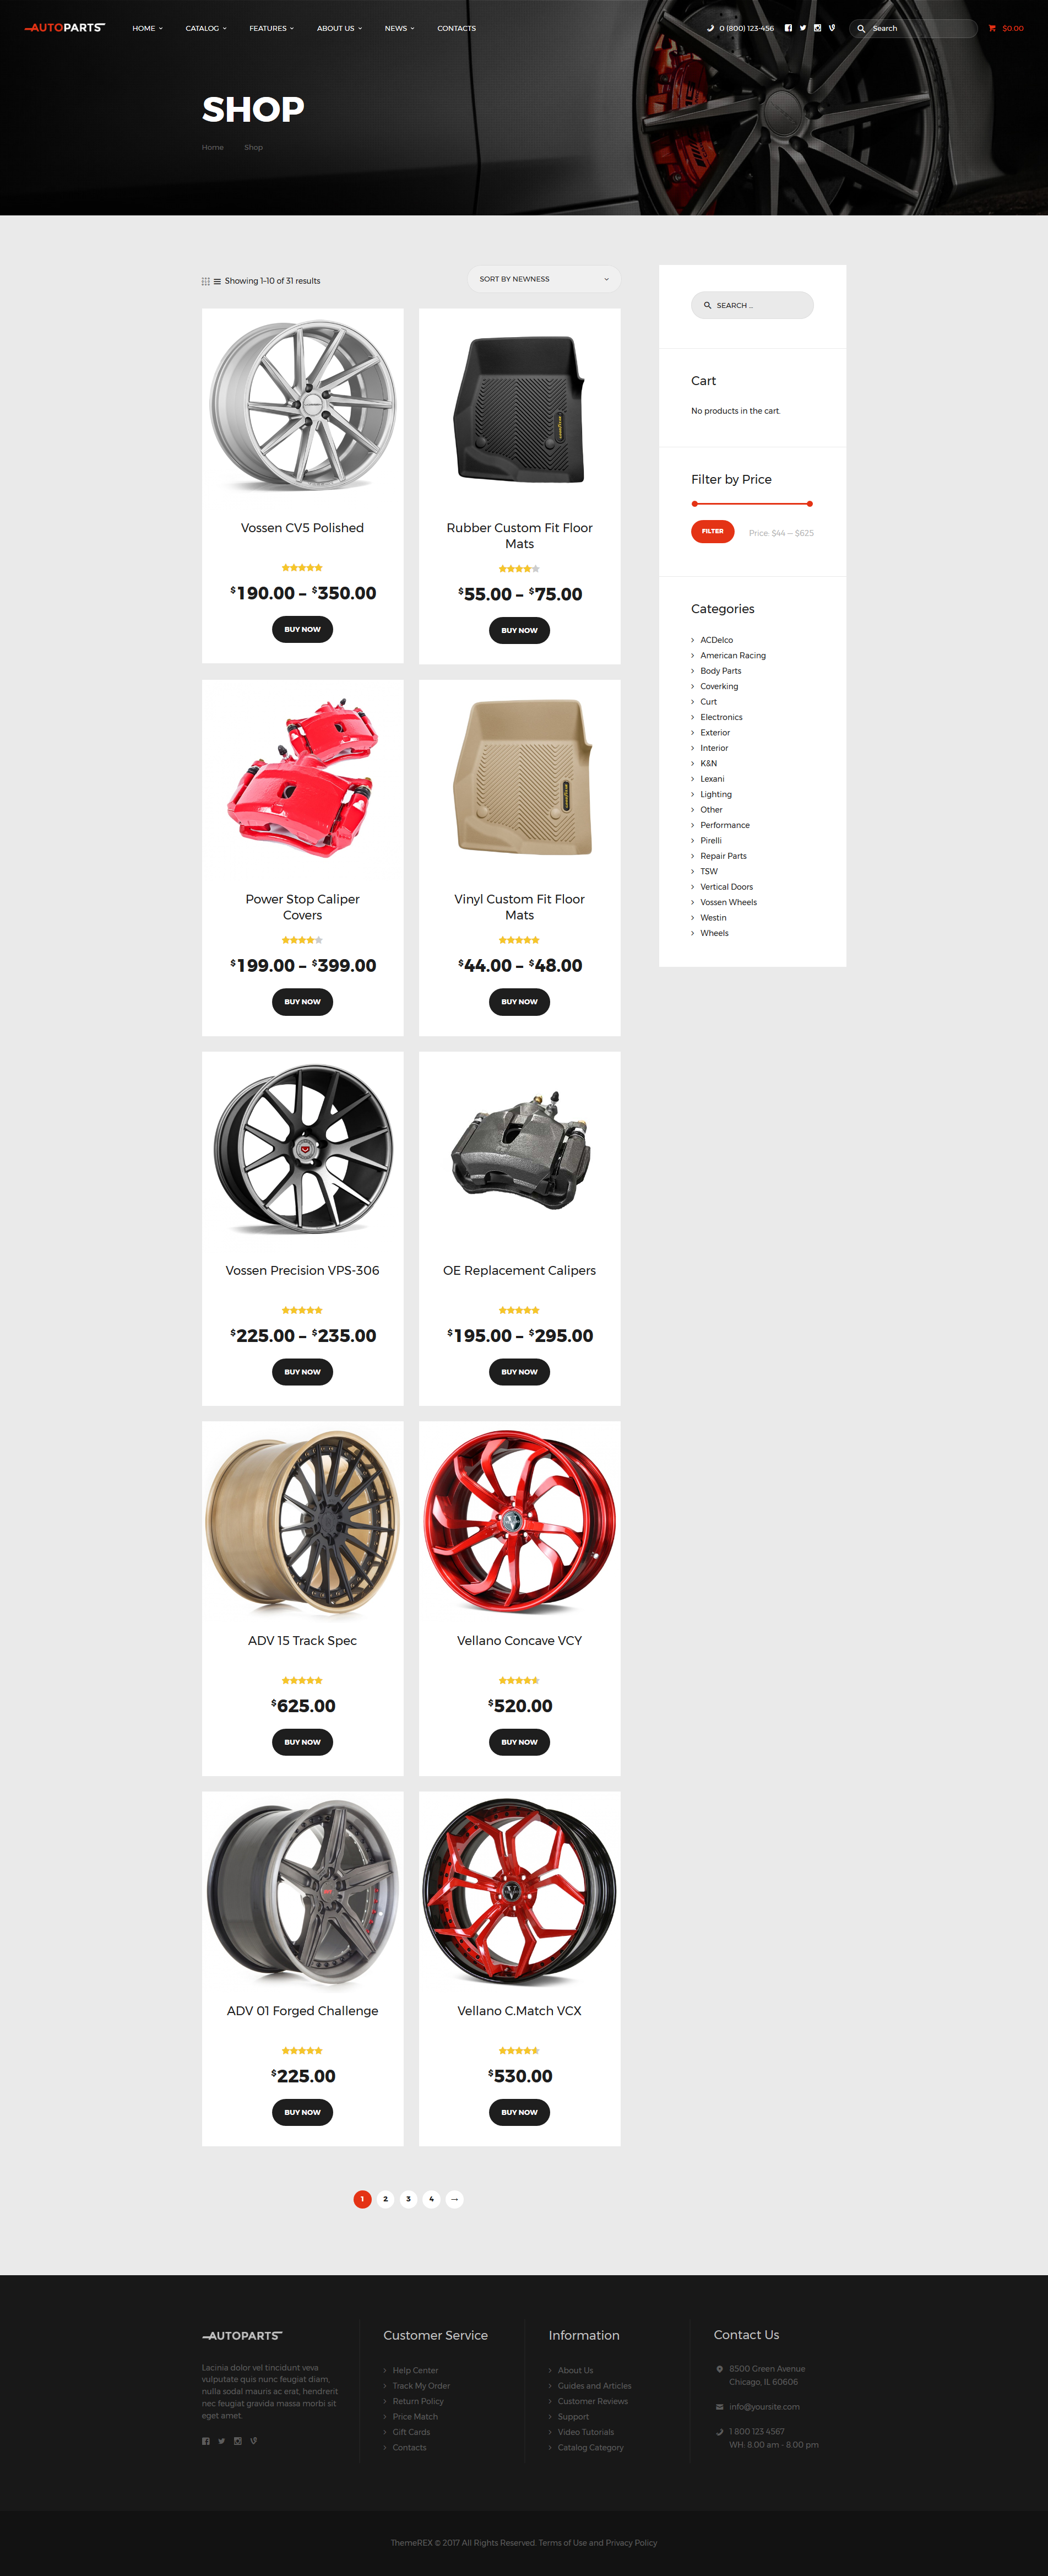 AUTOPARTS
HOME
CATALOG
FEATURES
ABOUT US
NEWS
CONTACTS
0 (800) 123-456
Search
$0.00
SHOP
Home
Shop
Showing 1–10 of 31 results
SORT BY NEWNESS
Vossen CV5 Polished
$190.00 – $350.00
BUY NOW
Rubber Custom Fit Floor
Mats
$55.00 – $75.00
BUY NOW
Power Stop Caliper
Covers
$199.00 – $399.00
BUY NOW
Vinyl Custom Fit Floor
Mats
$44.00 – $48.00
BUY NOW
Vossen Precision VPS-306
$225.00 – $235.00
BUY NOW
OE Replacement Calipers
$195.00 – $295.00
BUY NOW
ADV 15 Track Spec
$625.00
BUY NOW
Vellano Concave VCY
$520.00
BUY NOW
ADV 01 Forged Challenge
$225.00
BUY NOW
Vellano C.Match VCX
$530.00
BUY NOW
1
2
3
4
→
SEARCH ...
Cart
No products in the cart.
Filter by Price
FILTER
Price: $44 — $625
Categories
ACDelco
American Racing
Body Parts
Coverking
Curt
Electronics
Exterior
Interior
K&N
Lexani
Lighting
Other
Performance
Pirelli
Repair Parts
TSW
Vertical Doors
Vossen Wheels
Westin
Wheels
AUTOPARTS
Lacinia dolor vel tincidunt veva
vulputate quis nunc feugiat diam,
nulla sodal mauris ac erat, hendrerit
nec feugiat gravida massa morbi sit
eget amet.
Customer Service
Help Center
Track My Order
Return Policy
Price Match
Gift Cards
Contacts
Information
About Us
Guides and Articles
Customer Reviews
Support
Video Tutorials
Catalog Category
Contact Us
8500 Green Avenue
Chicago, IL 60606
info@yoursite.com
1 800 123 4567
WH: 8.00 am - 8.00 pm
ThemeREX © 2017 All Rights Reserved. Terms of Use and Privacy Policy